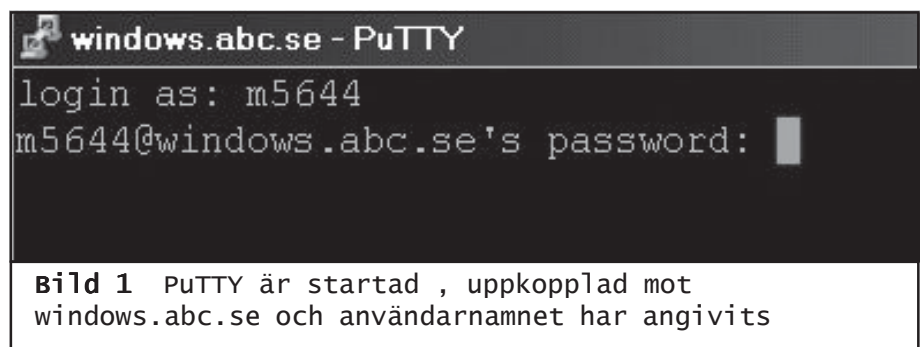 windows.abc.se - PuTTY
login as: m5644
m5644@windows.abc.se's password:
Bild 1 PuTTY är startad , uppkopplad mot
windows.abc.se och användarnamnet har angivits